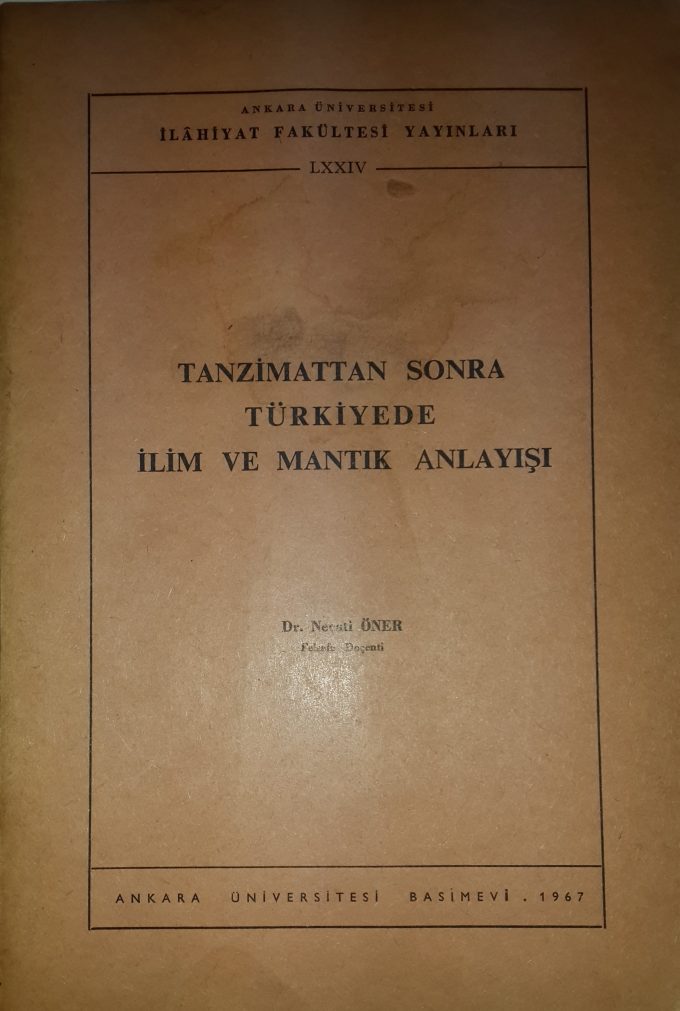 ANKARA ÜNİVERSİTESİ
İLÂHİYAT FAKÜLTESİ YAYINLARI
LXXIV
TANZİMATTAN SONRA
TÜRKİYEDE
İLİM VE MANTIK ANLAYIŞI
Dr. Necati ÖNER
Felsefe Doçenti
ANKARA ÜNİVERSİTESİ BASIMEVİ . 1967